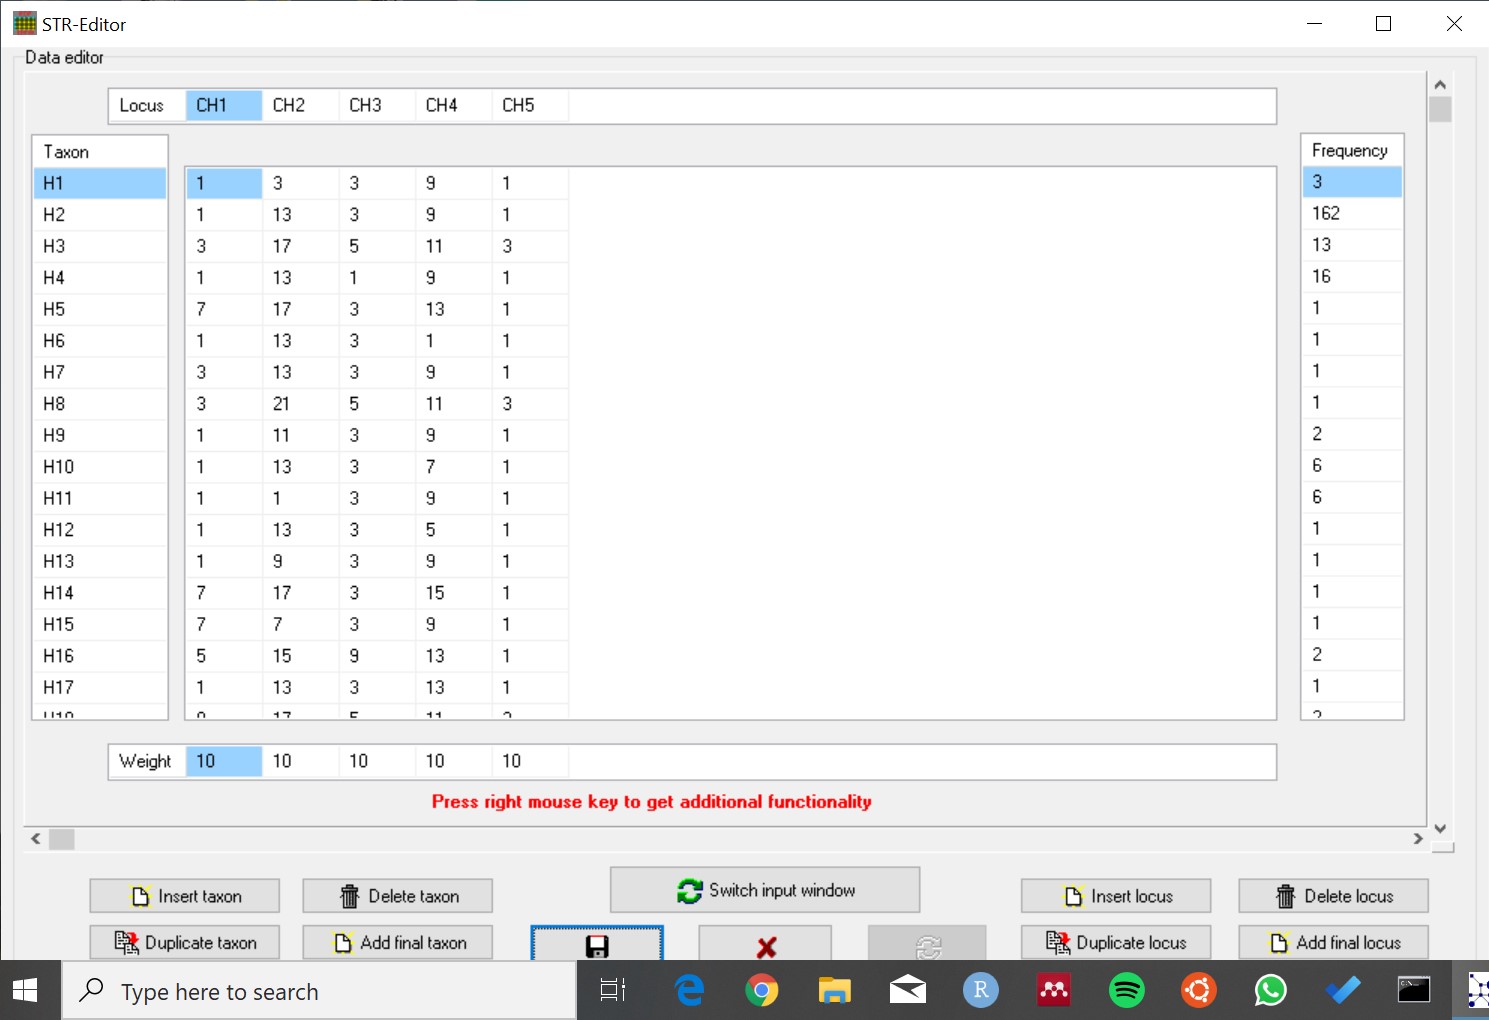 STR-Editor
Data editor
Locus CH1 CH2 CH3 CH4 CH5
Taxon Frequency
H1 1 3 3 9 1 3
H2 1 13 3 9 1 162
H3 3 17 5 11 3 13
H4 1 13 1 9 1 16
H5 7 17 3 13 1 1
H6 1 13 3 1 1 1
H7 3 13 3 9 1 1
H8 3 21 5 11 3 1
H9 1 11 3 9 1 2
H10 1 13 3 7 1 6
H11 1 1 3 9 1 6
H12 1 13 3 5 1 1
H13 1 9 3 9 1 1
H14 7 17 3 15 1 1
H15 7 7 3 9 1 1
H16 5 15 9 13 1 2
H17 1 13 3 13 1 1
Weight 10 10 10 10 10
Press right mouse key to get additional functionality
Insert taxon Delete taxon Switch input window Insert locus Delete locus
Duplicate taxon Add final taxon Duplicate locus Add final locus
Type here to search